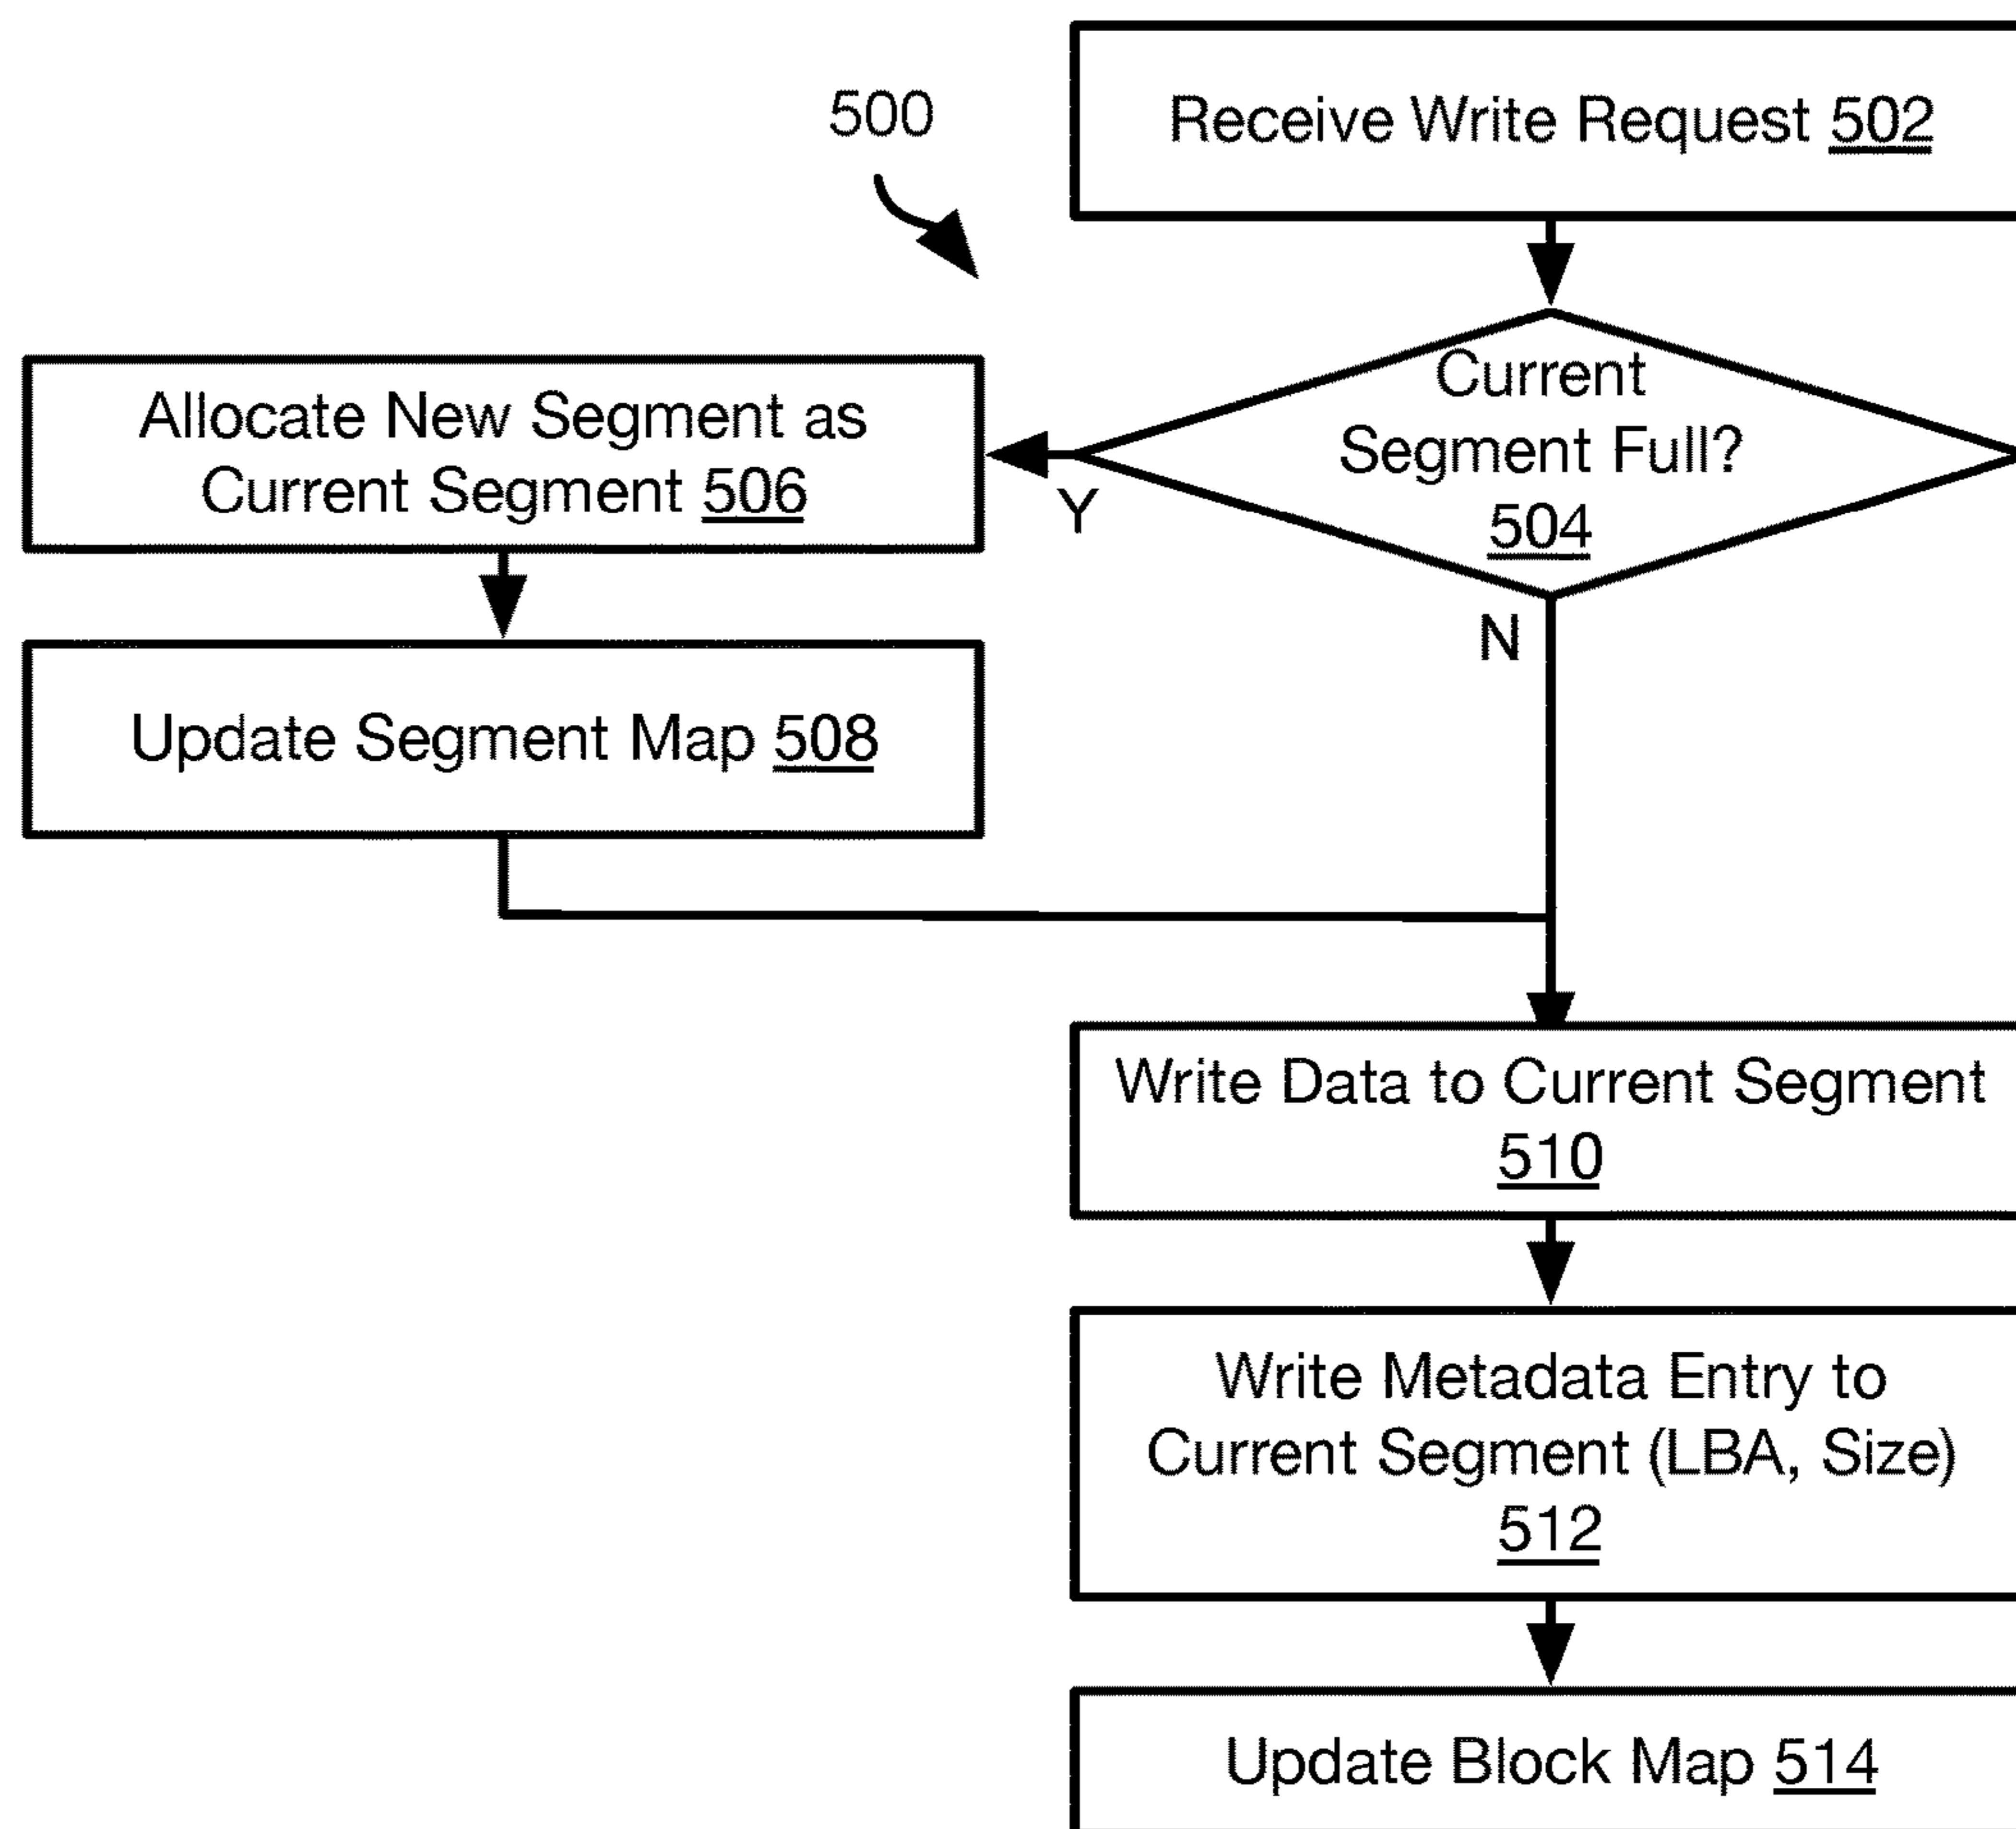 500
Receive Write Request 502
Current
Segment Full?
504
Y
N
Allocate New Segment as
Current Segment 506
Update Segment Map 508
Write Data to Current Segment
510
Write Metadata Entry to
Current Segment (LBA, Size)
512
Update Block Map 514